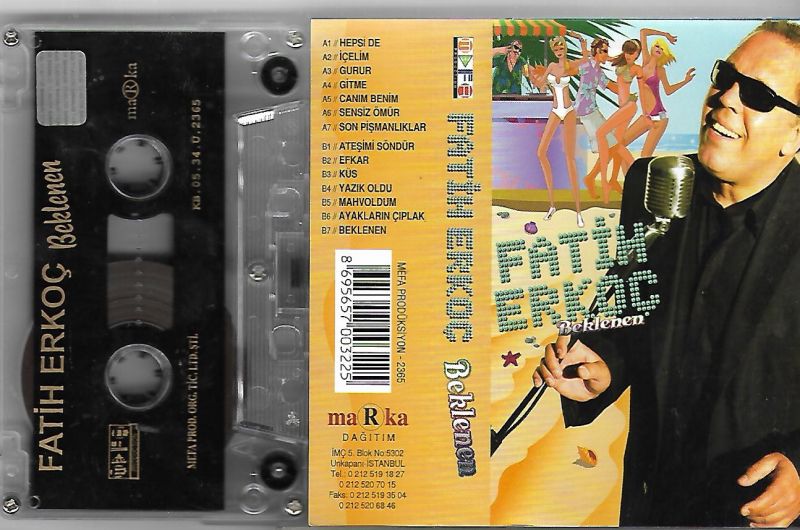 FATİH ERKOÇ Beklenen
maRka
KB.05.34.Ü.2365
MEFA PROD. ORG. TİC. LTD. ŞTİ.
A1 // HEPSİ DE
A2 // İÇELİM
A3 // GURUR
A4 // GİTME
A5 // CANIM BENİM
A6 // SENSİZ ÖMÜR
A7 // SON PİŞMANLIKLAR
B1 // ATEŞİMİ SÖNDÜR
B2 // EFKAR
B3 // KÜS
B4 // YAZIK OLDU
B5 // MAHVOLDUM
B6 // AYAKLARIN ÇIPLAK
B7 // BEKLENEN
8 695657 003225
MEFA PRODÜKSİYON - 2365
maRka
DAĞITIM
İMÇ 5. Blok No:5302
Unkapanı-İSTANBUL
Tel.: 0 212 519 18 27
0 212 520 70 15
Faks: 0 212 519 35 04
0 212 520 68 46
FATİH ERKOÇ Beklenen
FATİH
ERKOÇ
Beklenen